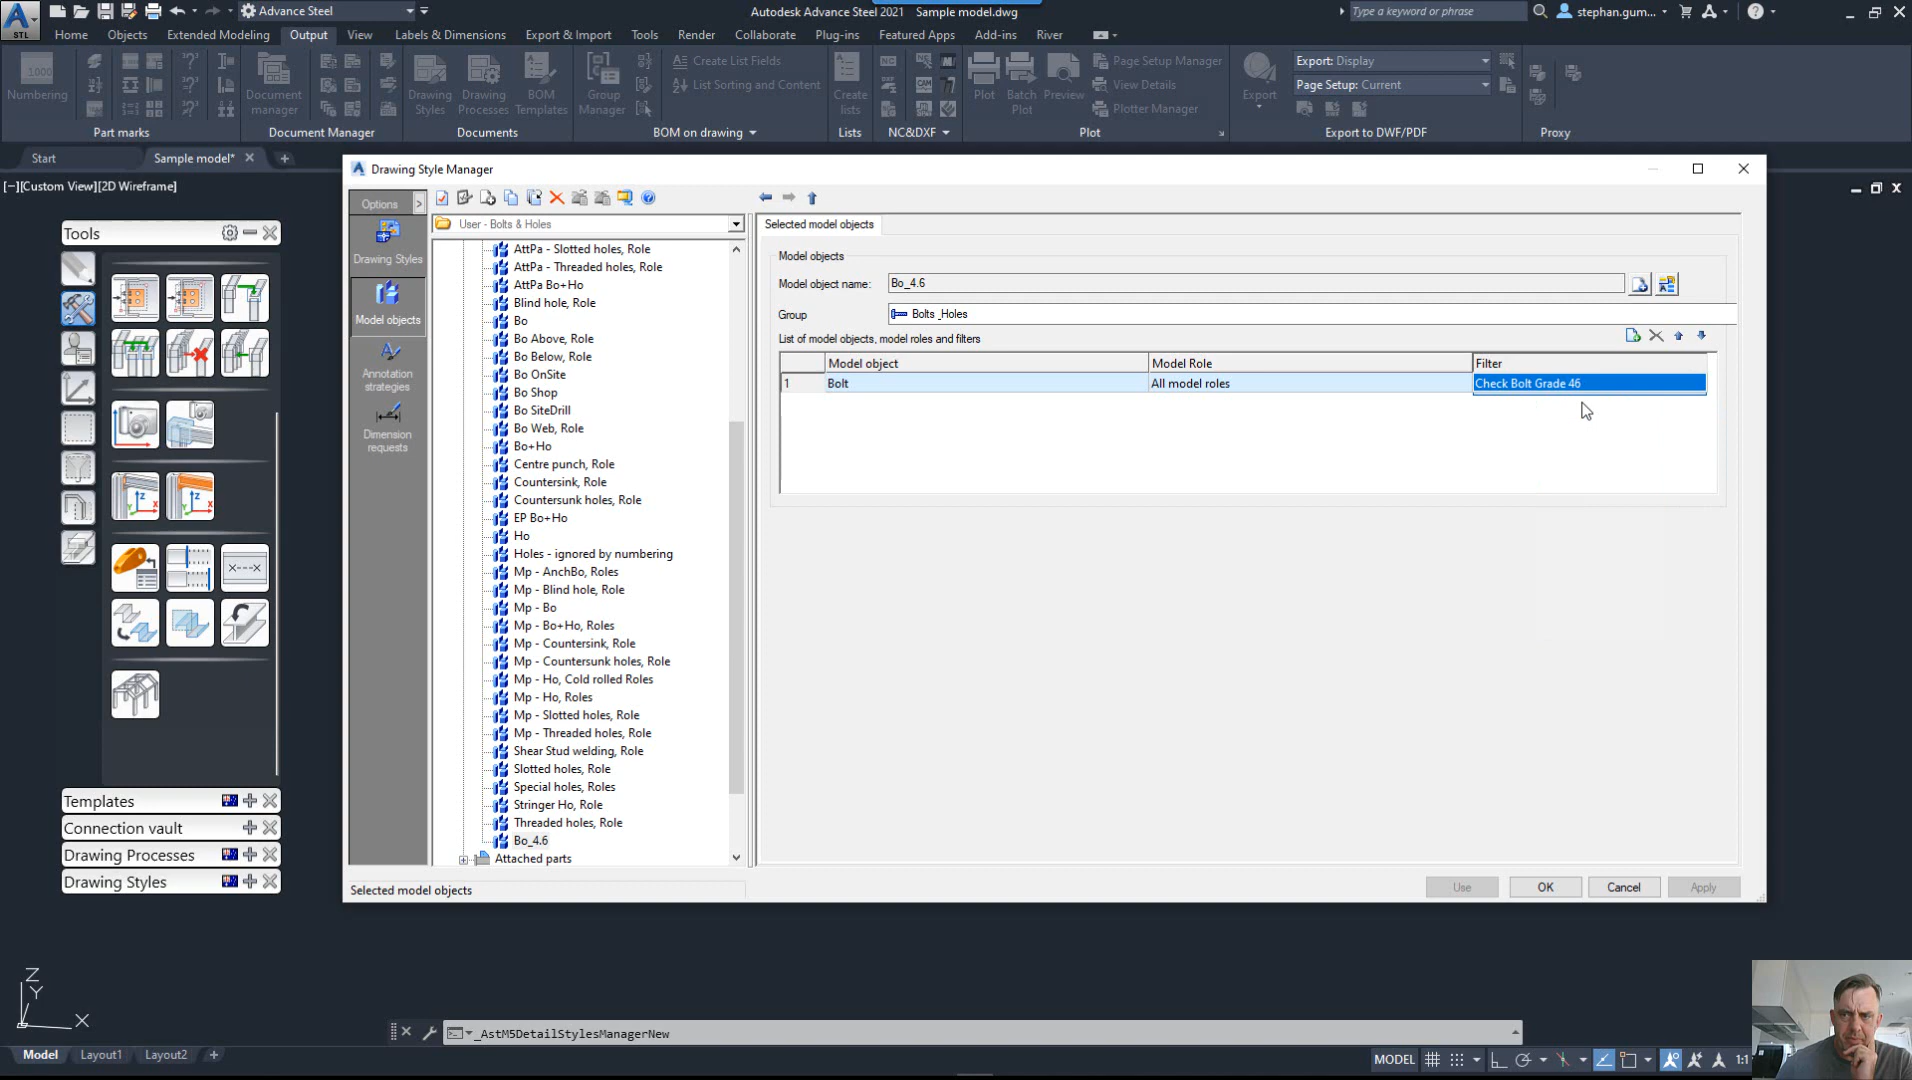 Advance Steel
Autodesk Advance Steel 2021 Sample model.dwg
Type a keyword or phrase
stephan.gum...
STL
Home Objects Extended Modeling Output View Labels & Dimensions Export & Import Tools Render Collaborate Plug-ins Featured Apps Add-ins River
Numbering
Document manager
Drawing Styles
Drawing Processes
BOM Templates
Group Manager
Create List Fields
List Sorting and Content
Create lists
Plot
Batch Plot
Preview
Page Setup Manager
View Details
Plotter Manager
Export
Export: Display
Page Setup: Current
Part marks Document Manager Documents BOM on drawing Lists NC&DXF Plot Export to DWF/PDF Proxy
Start Sample model*
[−][Custom View][2D Wireframe]
Tools
Templates
Connection vault
Drawing Processes
Drawing Styles
Drawing Style Manager
Options
Drawing Styles
Model objects
Annotation strategies
Dimension requests
User - Bolts & Holes
AttPa - Slotted holes, Role
AttPa - Threaded holes, Role
AttPa Bo+Ho
Blind hole, Role
Bo
Bo Above, Role
Bo Below, Role
Bo OnSite
Bo Shop
Bo SiteDrill
Bo Web, Role
Bo+Ho
Centre punch, Role
Countersink, Role
Countersunk holes, Role
EP Bo+Ho
Ho
Holes - ignored by numbering
Mp - AnchBo, Roles
Mp - Blind hole, Role
Mp - Bo
Mp - Bo+Ho, Roles
Mp - Countersink, Role
Mp - Countersunk holes, Role
Mp - Ho, Cold rolled Roles
Mp - Ho, Roles
Mp - Slotted holes, Role
Mp - Threaded holes, Role
Shear Stud welding, Role
Slotted holes, Role
Special holes, Roles
Stringer Ho, Role
Threaded holes, Role
Bo_4.6
Attached parts
Selected model objects
Selected model objects
Model objects
Model object name: Bo_4.6
Group Bolts _Holes
List of model objects, model roles and filters
Model object Model Role Filter
1 Bolt All model roles Check Bolt Grade 46
Use OK Cancel Apply
Z
Y
X
_AstM5DetailStylesManagerNew
Model Layout1 Layout2
MODEL
1:1